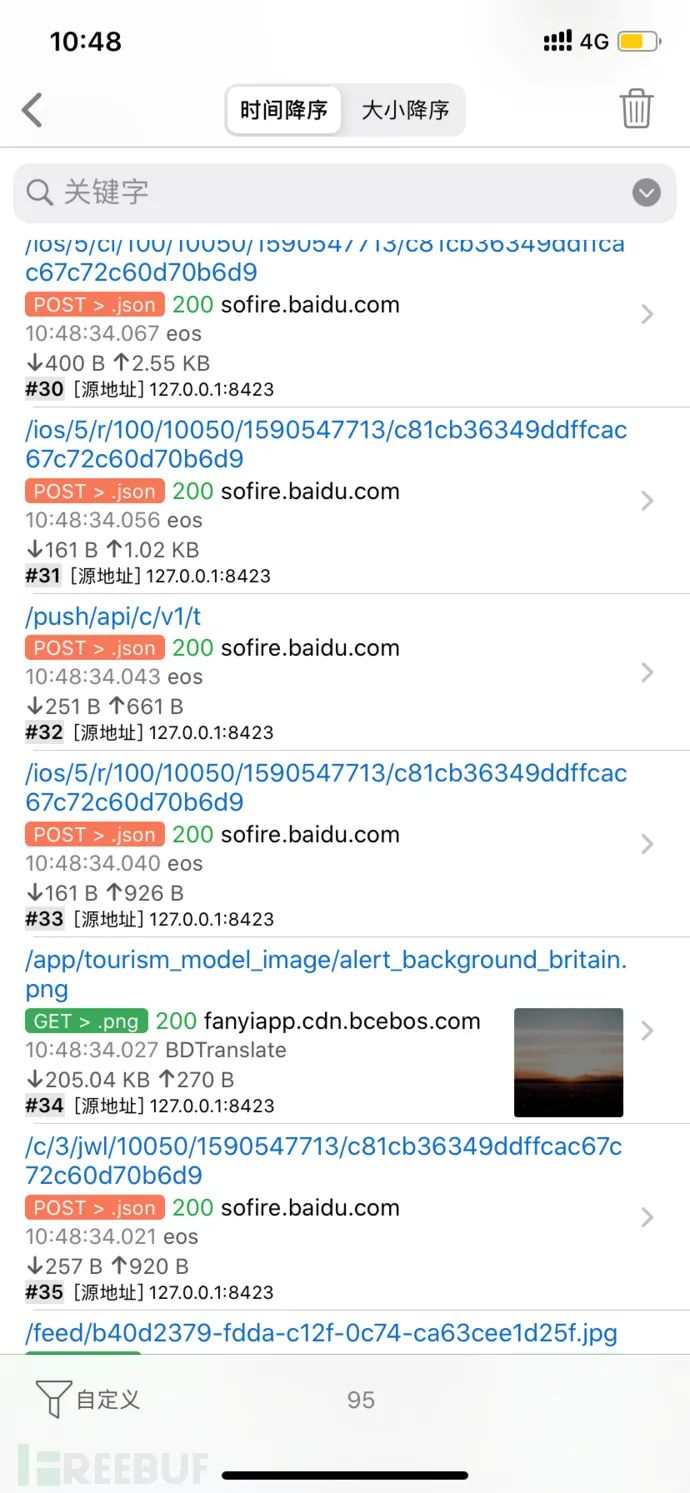 10:48
4G
时间降序 大小降序
关键字
/ios/5/ci/100/10050/1590547713/c81cb36349ddffca
c67c72c60d70b6d9
POST > .json 200 sofire.baidu.com
10:48:34.067 eos
↓400 B ↑2.55 KB
#30 [源地址] 127.0.0.1:8423
/ios/5/r/100/10050/1590547713/c81cb36349ddffcac
67c72c60d70b6d9
POST > .json 200 sofire.baidu.com
10:48:34.056 eos
↓161 B ↑1.02 KB
#31 [源地址] 127.0.0.1:8423
/push/api/c/v1/t
POST > .json 200 sofire.baidu.com
10:48:34.043 eos
↓251 B ↑661 B
#32 [源地址] 127.0.0.1:8423
/ios/5/r/100/10050/1590547713/c81cb36349ddffcac
67c72c60d70b6d9
POST > .json 200 sofire.baidu.com
10:48:34.040 eos
↓161 B ↑926 B
#33 [源地址] 127.0.0.1:8423
/app/tourism_model_image/alert_background_britain.
png
GET > .png 200 fanyiapp.cdn.bcebos.com
10:48:34.027 BDTranslate
↓205.04 KB ↑270 B
#34 [源地址] 127.0.0.1:8423
/c/3/jwl/10050/1590547713/c81cb36349ddffcac67c
72c60d70b6d9
POST > .json 200 sofire.baidu.com
10:48:34.021 eos
↓257 B ↑920 B
#35 [源地址] 127.0.0.1:8423
/feed/b40d2379-fdda-c12f-0c74-ca63cee1d25f.jpg
自定义 95
FREEBUF